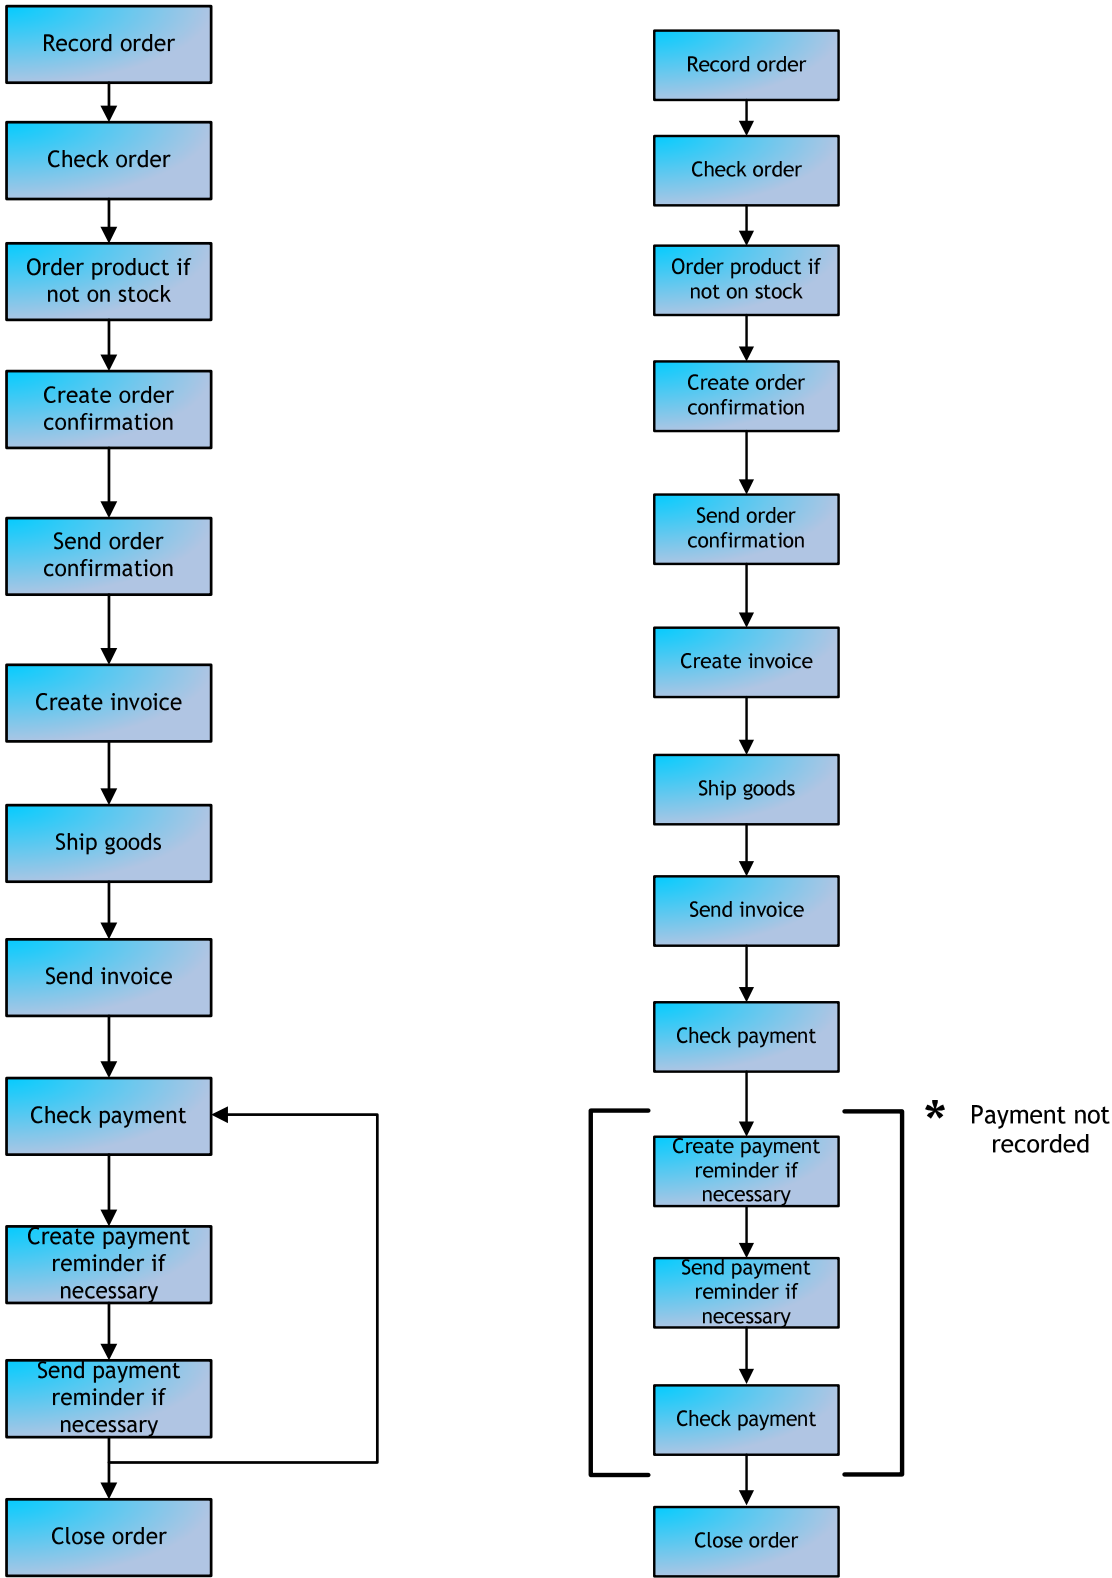 Record order
Check order
Order product if
not on stock
Create order
confirmation
Send order
confirmation
Create invoice
Ship goods
Send invoice
Check payment
Create payment
reminder if
necessary
Send payment
reminder if
necessary
Close order
Record order
Check order
Order product if
not on stock
Create order
confirmation
Send order
confirmation
Create invoice
Ship goods
Send invoice
Check payment
* Payment not
recorded
Create payment
reminder if
necessary
Send payment
reminder if
necessary
Check payment
Close order